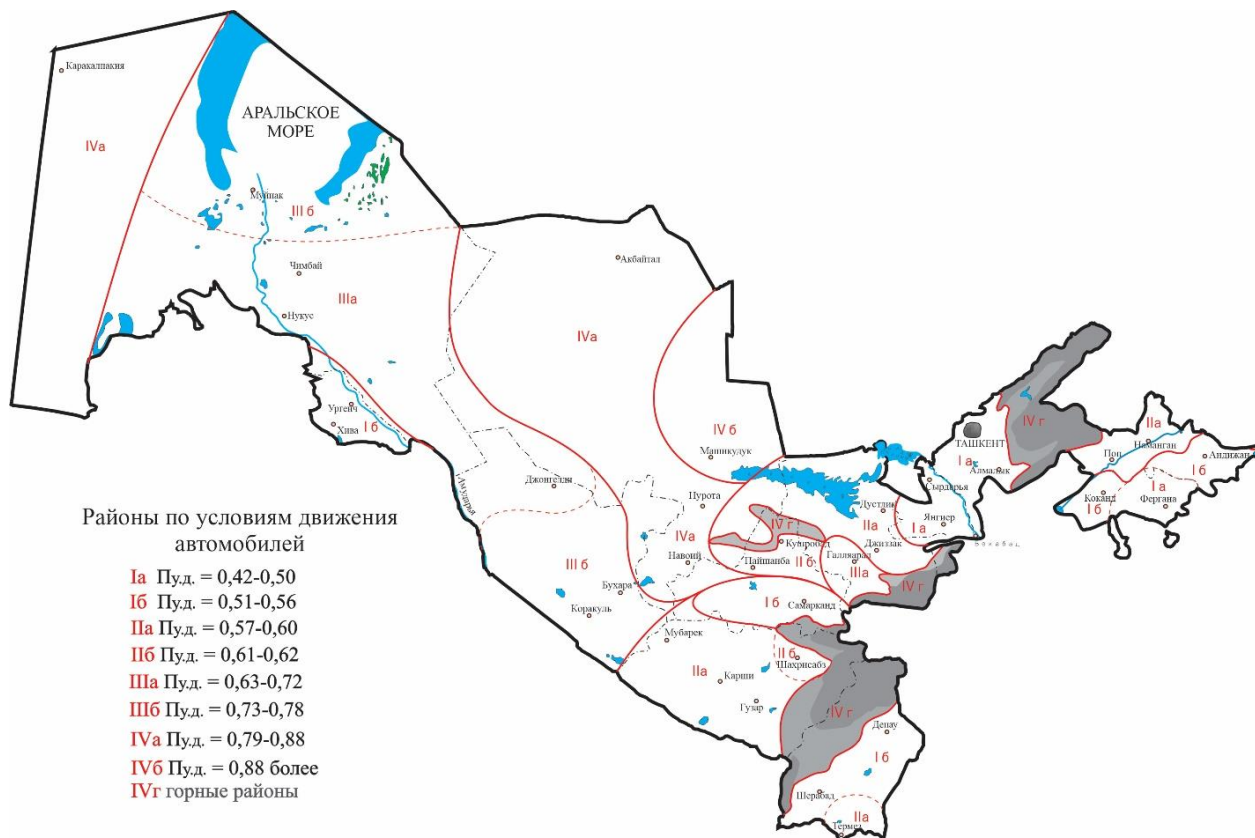 Каракалпакия
АРАЛЬСКОЕ
МОРЕ
IVа
Муйнак
III б
Чимбай
Нукус
IIIа
Акбайтал
IVа
Ургенч
Хива
I б
Амударья
Джонгелди
IV б
Машикудук
Нурота
IVа
Навоий
III б
Бухара
Коракуль
IV г
Кушробод
Пайшанба
II б
Дустлик
IIа
Галляарал
Джиззак
IIIа
I а
Янгиер
Сырдарья
ТАШКЕНТ
I а
Алмалык
IV г
IIа
Наманган
Поп
Андижан
I б
I а
Коканд
I б
Фергана
IV г
I б
Самарканд
Мубарек
IIа
Карши
Гузар
II б
Шахрисабз
IV г
Денау
I б
Шерабад
IIа
Термез
Районы по условиям движения
автомобилей
Iа Пу.д. = 0,42-0,50
Iб Пу.д. = 0,51-0,56
IIа Пу.д. = 0,57-0,60
IIб Пу.д. = 0,61-0,62
IIIа Пу.д. = 0,63-0,72
IIIб Пу.д. = 0,73-0,78
IVа Пу.д. = 0,79-0,88
IVб Пу.д. = 0,88 более
IVг горные районы